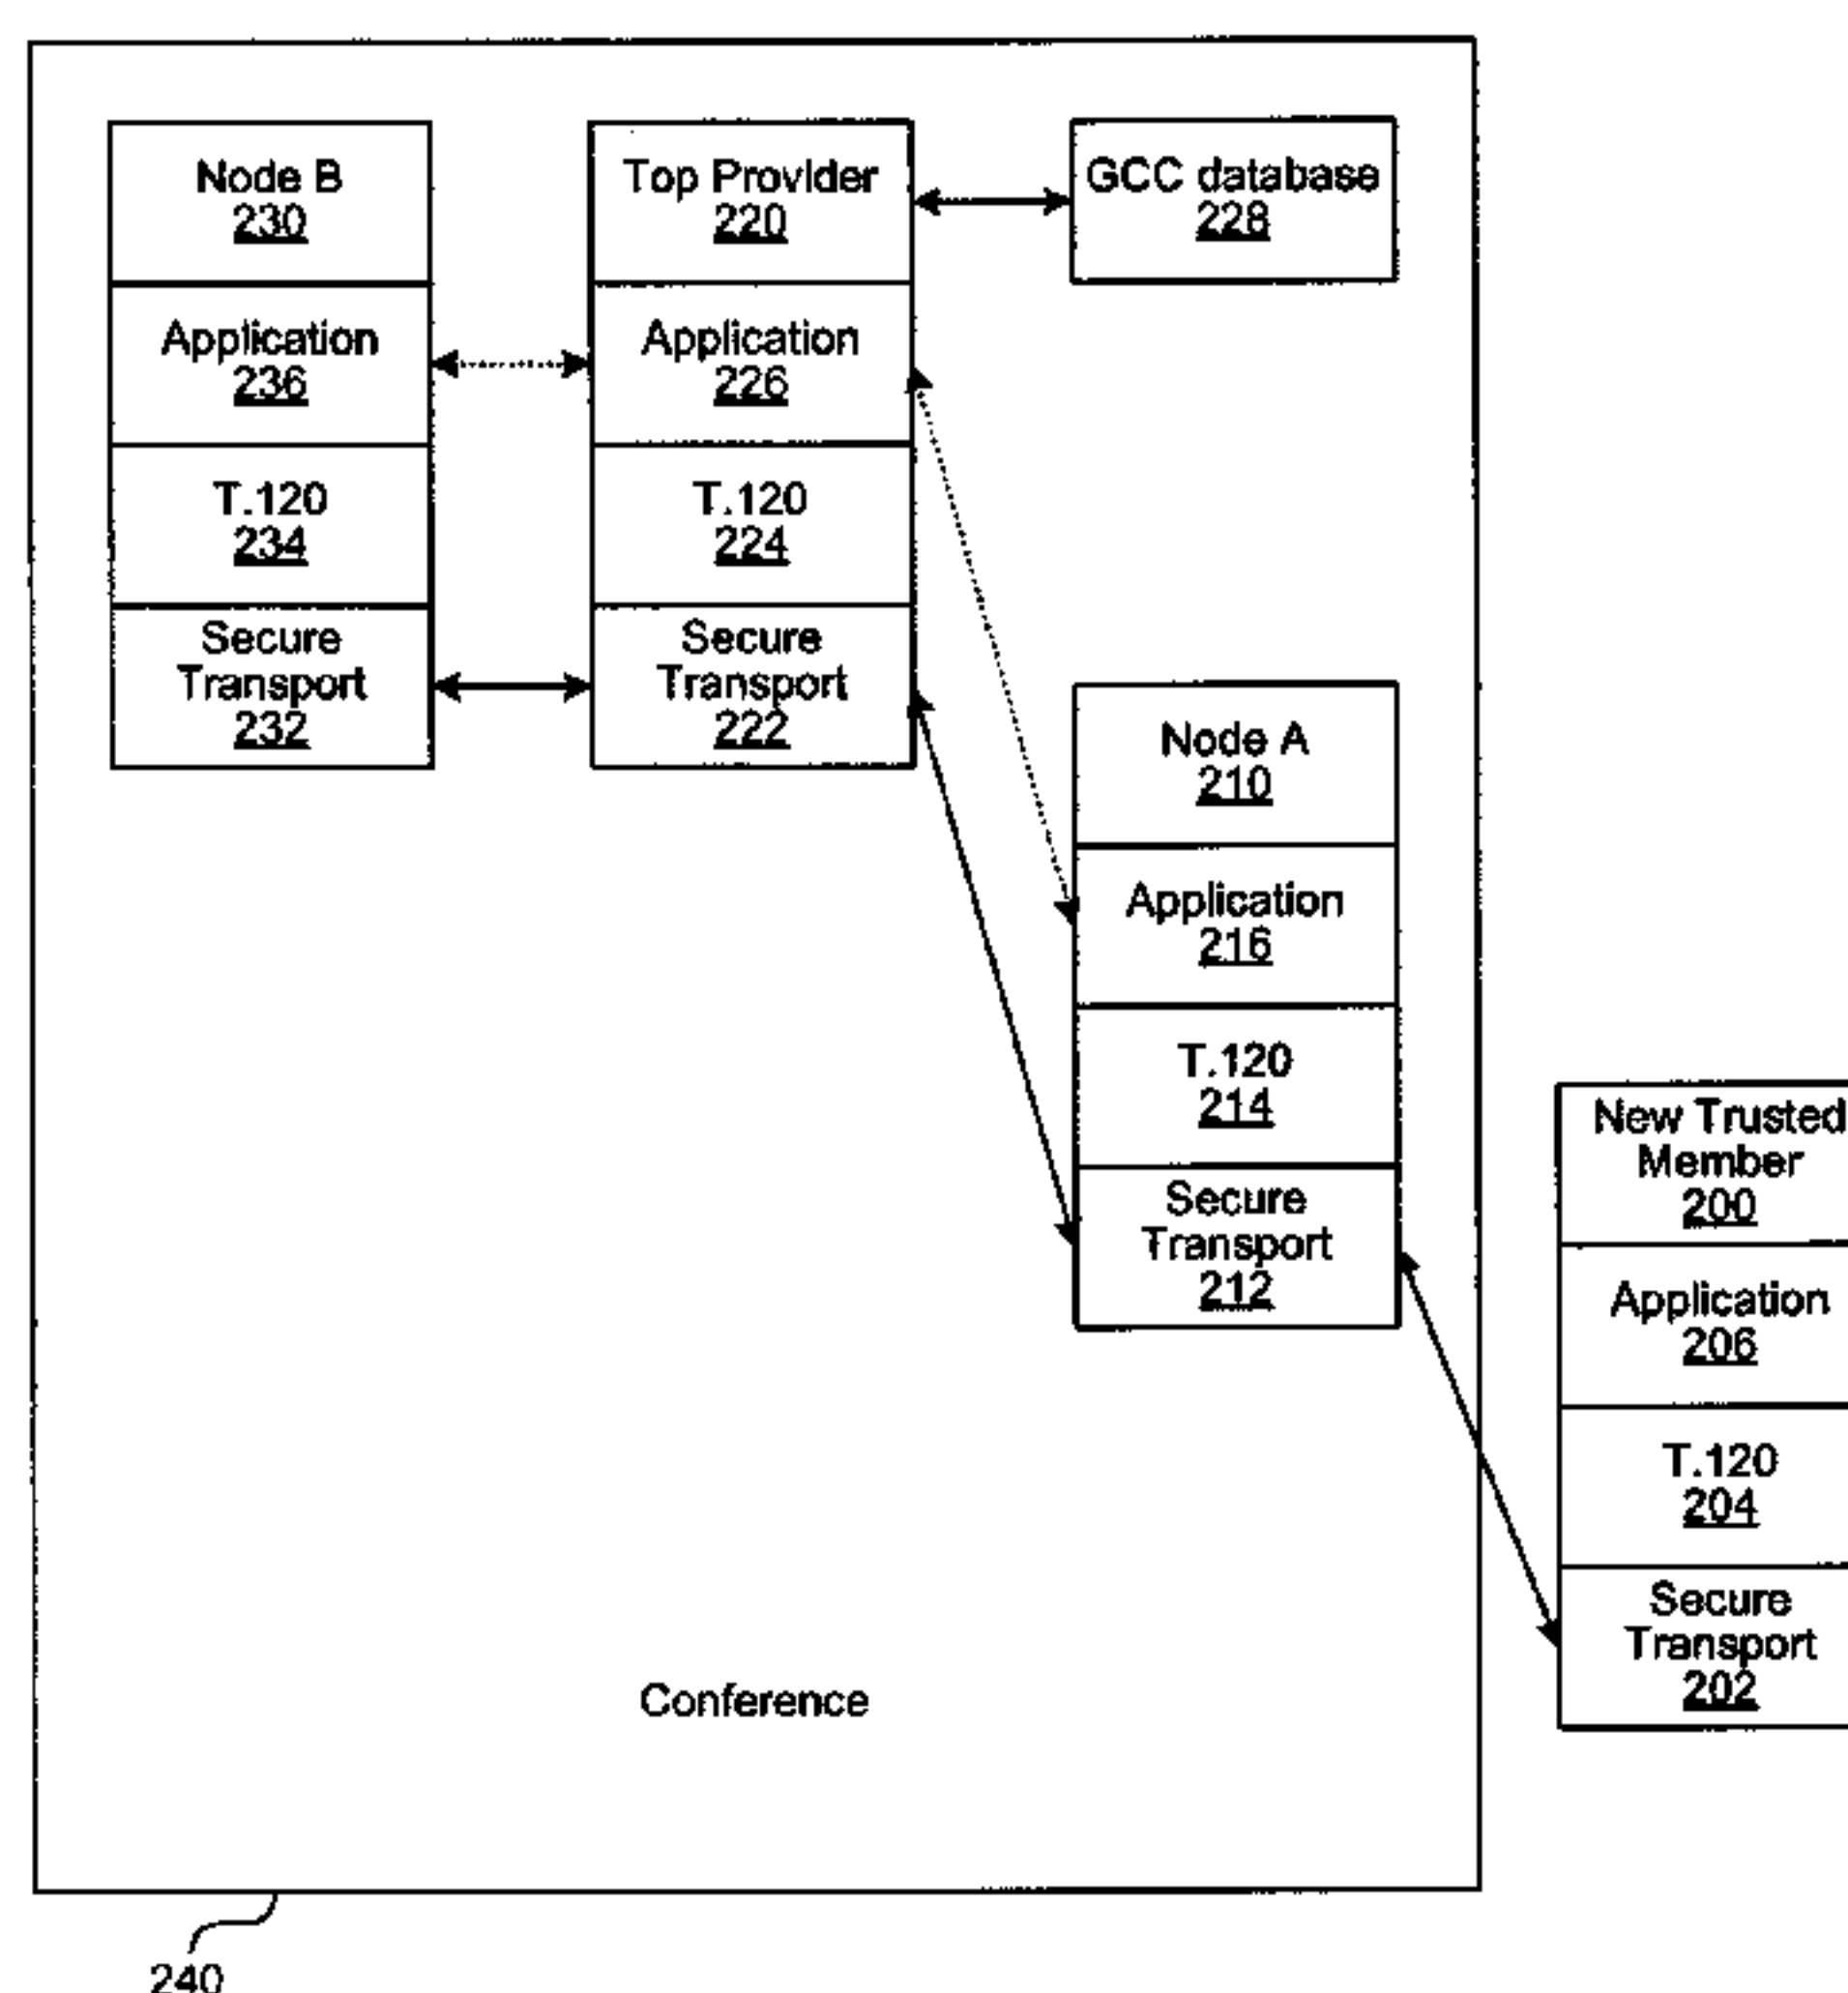 Node B
230
Application
236
T.120
234
Secure
Transport
232
Top Provider
220
Application
226
T.120
224
Secure
Transport
222
GCC database
228
Node A
210
Application
216
T.120
214
Secure
Transport
212
New Trusted
Member
200
Application
206
T.120
204
Secure
Transport
202
Conference
240